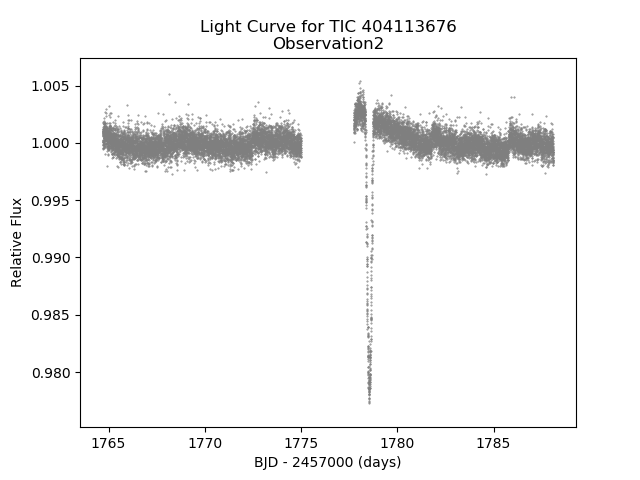 Light Curve for TIC 404113676
Observation2
1.005
1.000
0.995
0.990
0.985
0.980
Relative Flux
1765 1770 1775 1780 1785
BJD - 2457000 (days)